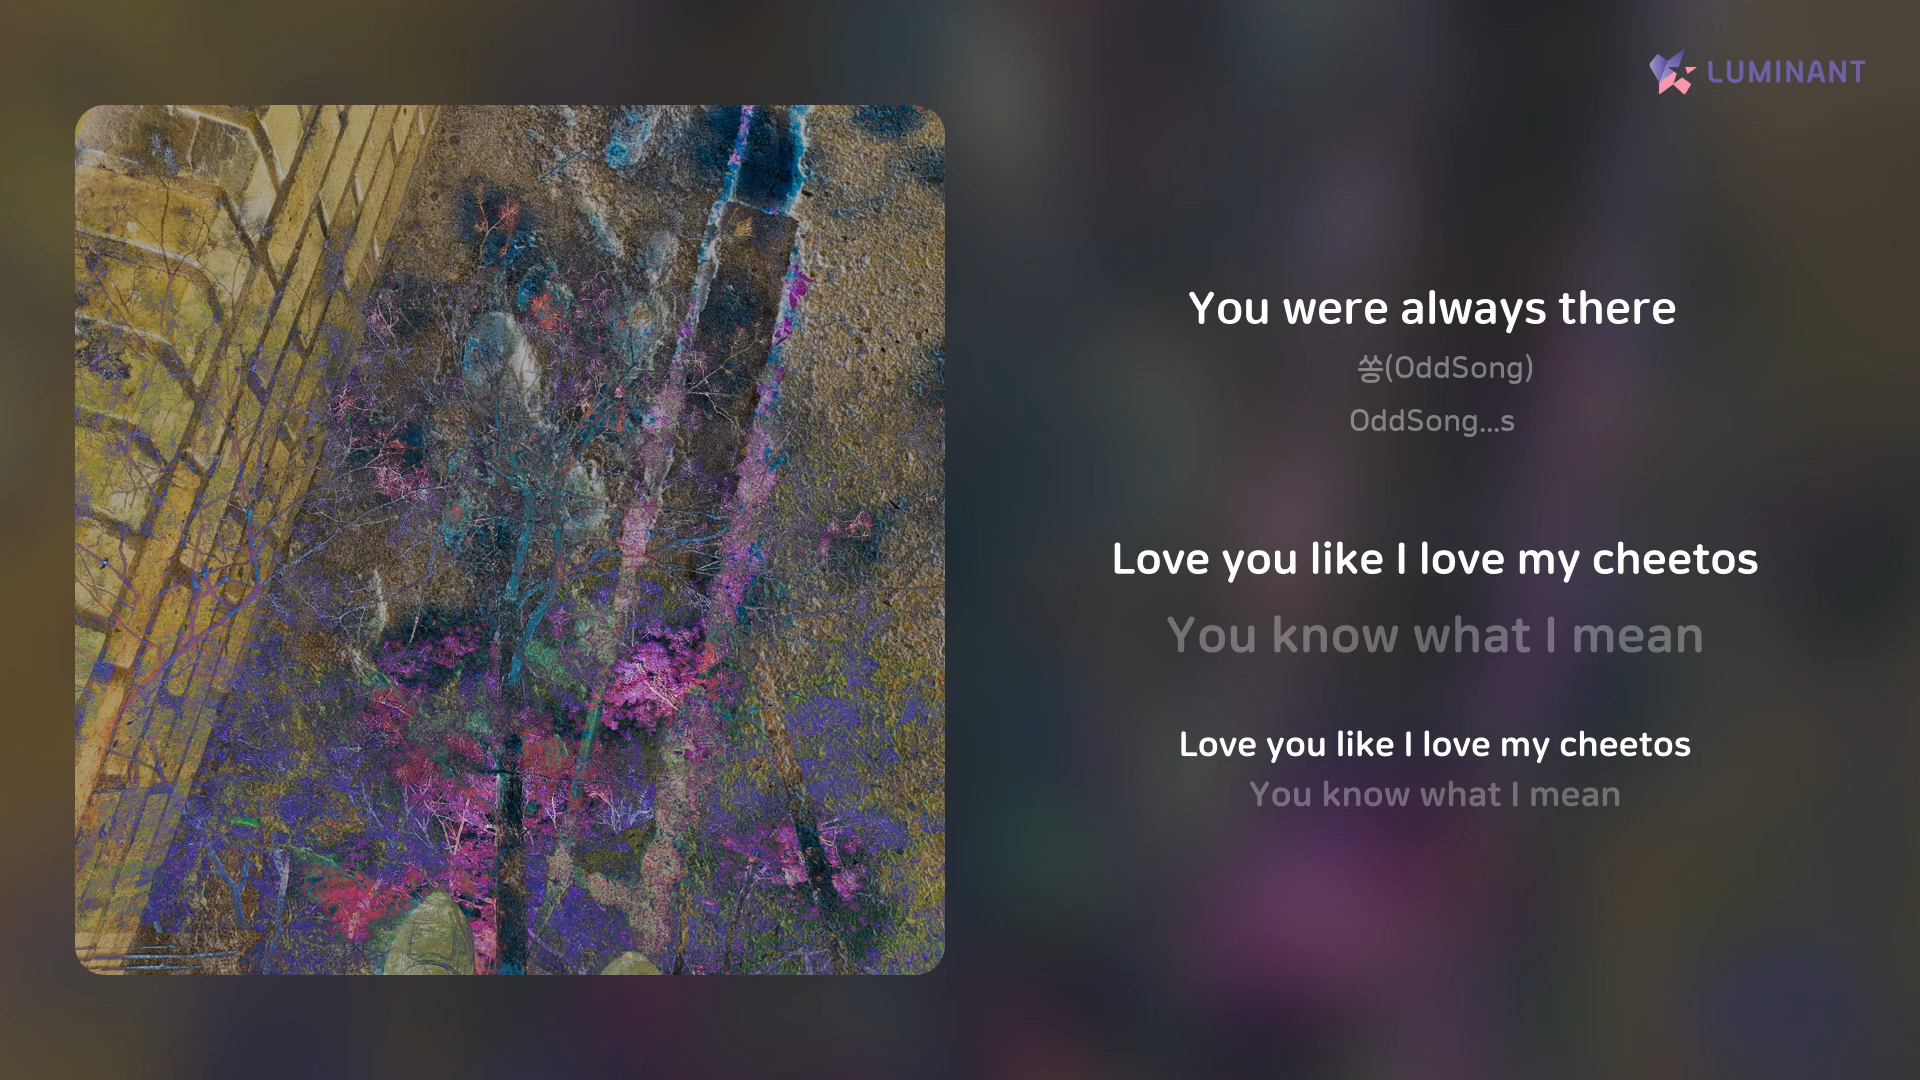 LUMINANT
You were always there
쏭(OddSong)
OddSong...s
Love you like I love my cheetos
You know what I mean
Love you like I love my cheetos
You know what I mean